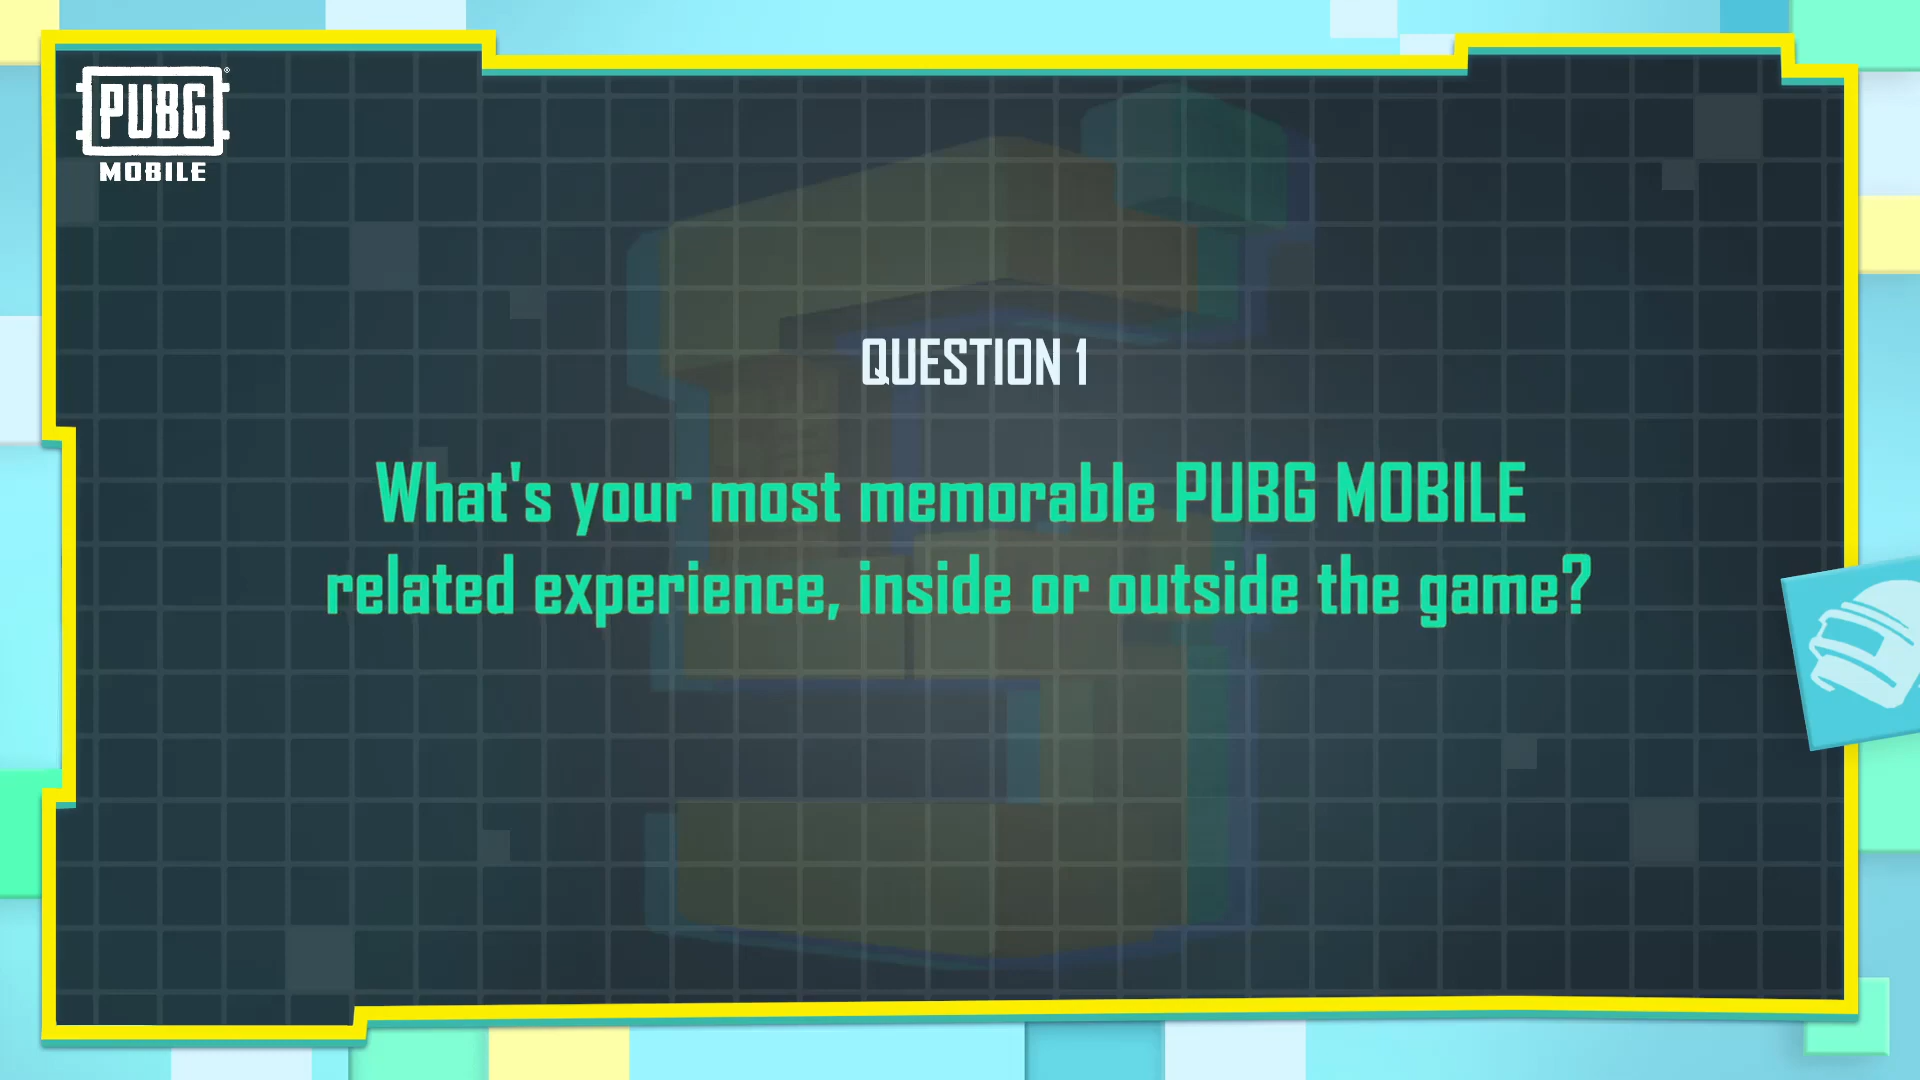 PUBG
MOBILE
QUESTION 1
What's your most memorable PUBG MOBILE
related experience, inside or outside the game?